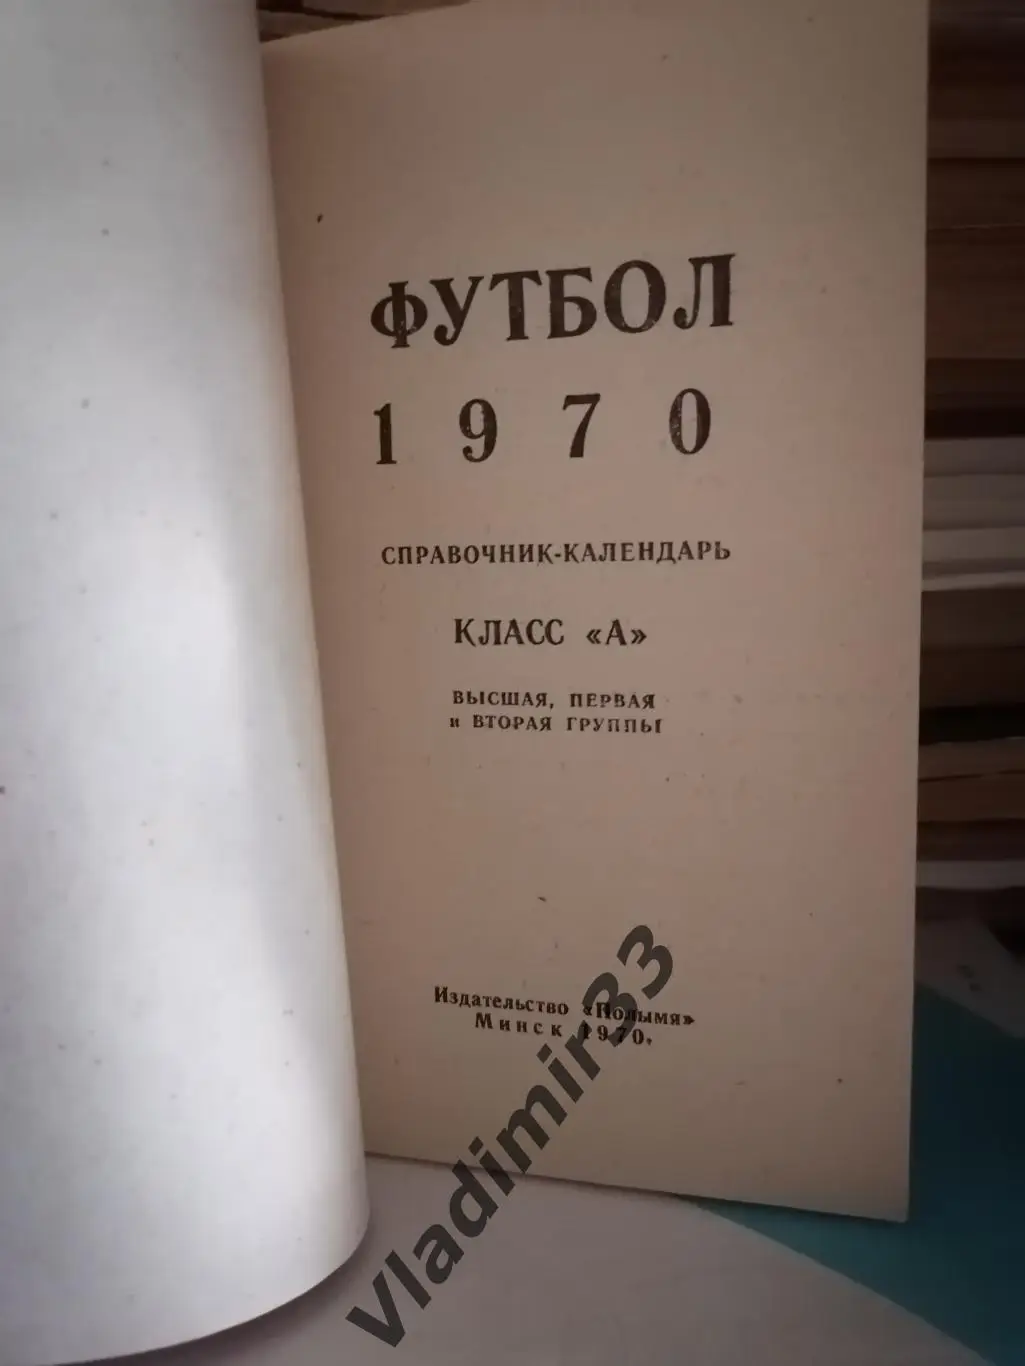 ФУТБОЛ
1970
СПРАВОЧНИК-КАЛЕНДАРЬ
КЛАСС «А»
ВЫСШАЯ, ПЕРВАЯ
и ВТОРАЯ ГРУППЫ
Издательство «Полымя»
Минск 1970.
Vladimir33